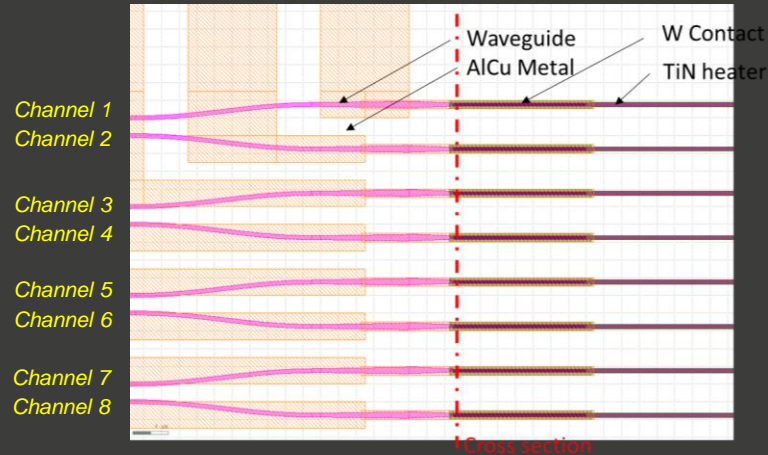 Waveguide
AlCu Metal
W Contact
TiN heater
Channel 1
Channel 2
Channel 3
Channel 4
Channel 5
Channel 6
Channel 7
Channel 8
Cross section